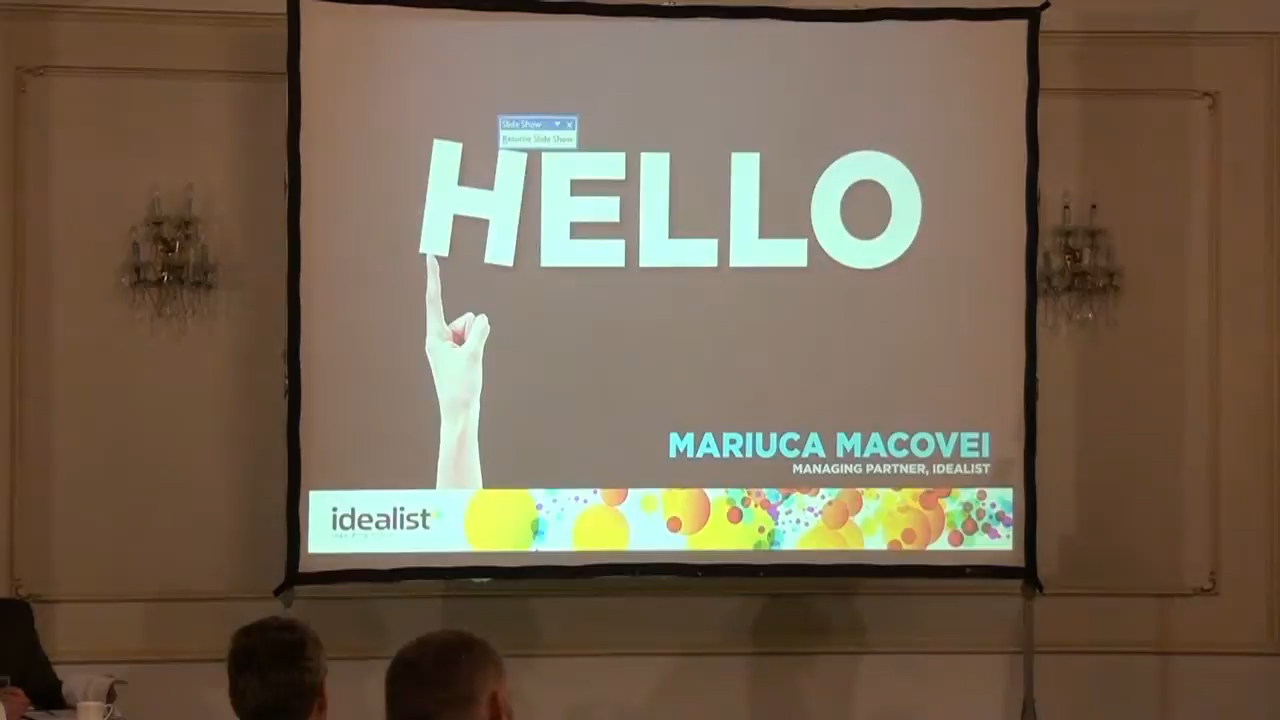 Slide Show
Resume Slide Show
HELLO
MARIUCA MACOVEI
MANAGING PARTNER, IDEALIST
idealist